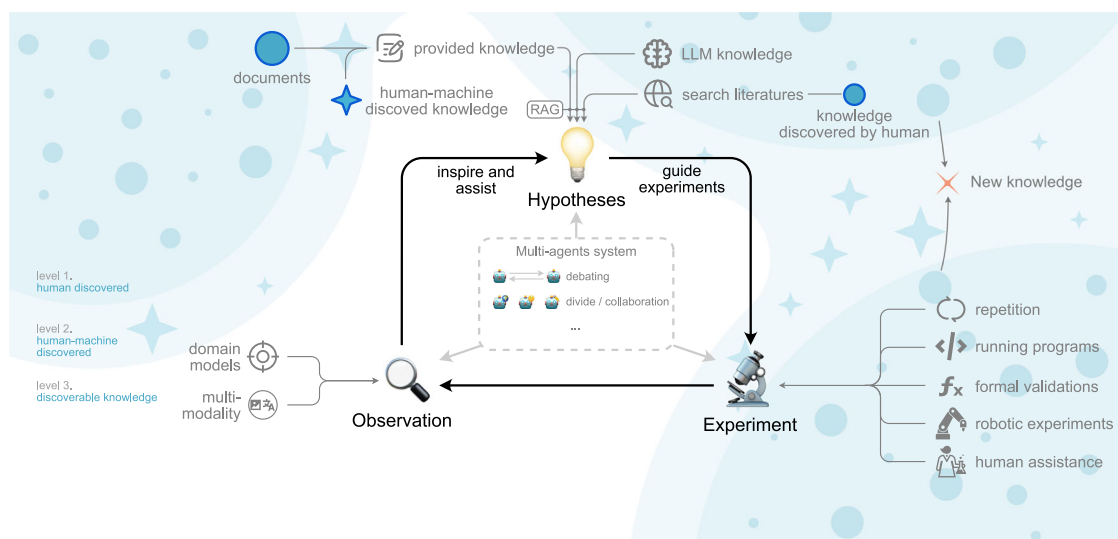 documents
provided knowledge
human-machine
discoved knowledge
LLM knowledge
search literatures
RAG
knowledge
discovered by human
New knowledge
inspire and
assist
Hypotheses
guide
experiments
Multi-agents system
debating
divide / collaboration
...
level 1.
human discovered
level 2.
human-machine
discovered
level 3.
discoverable knowledge
domain
models
multi-
modality
Observation
Experiment
repetition
running programs
formal validations
robotic experiments
human assistance